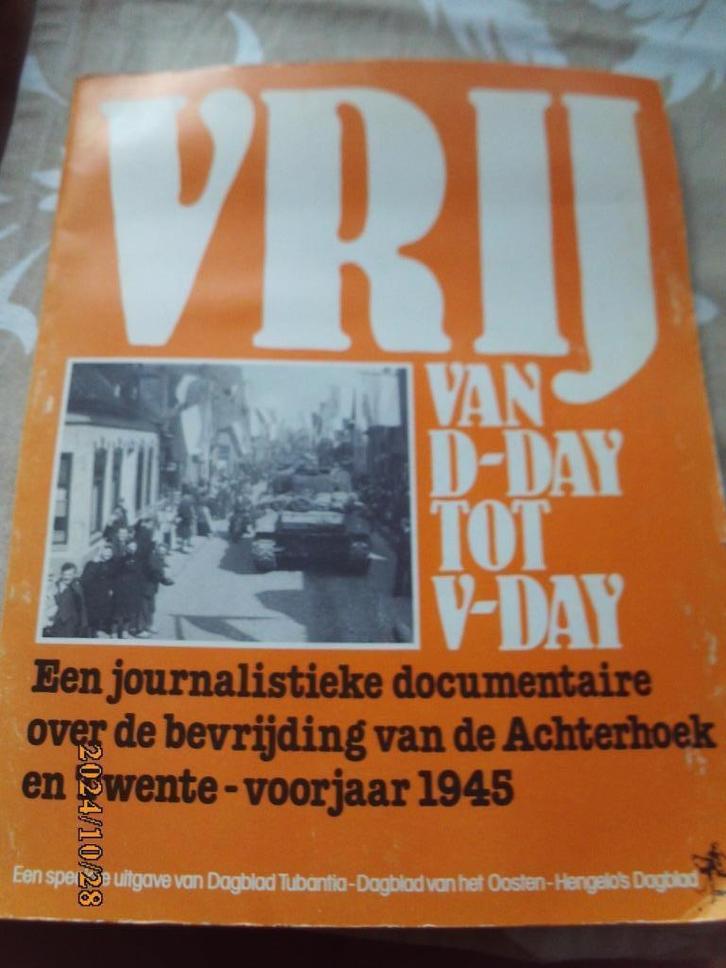 VRIJ
VAN
D-DAY
TOT
V-DAY
Een journalistieke documentaire
over de bevrijding van de Achterhoek
en Twente - voorjaar 1945
Een speciale uitgave van Dagblad Tubantia - Dagblad van het Oosten - Hengelo's Dagblad
2024/10/28